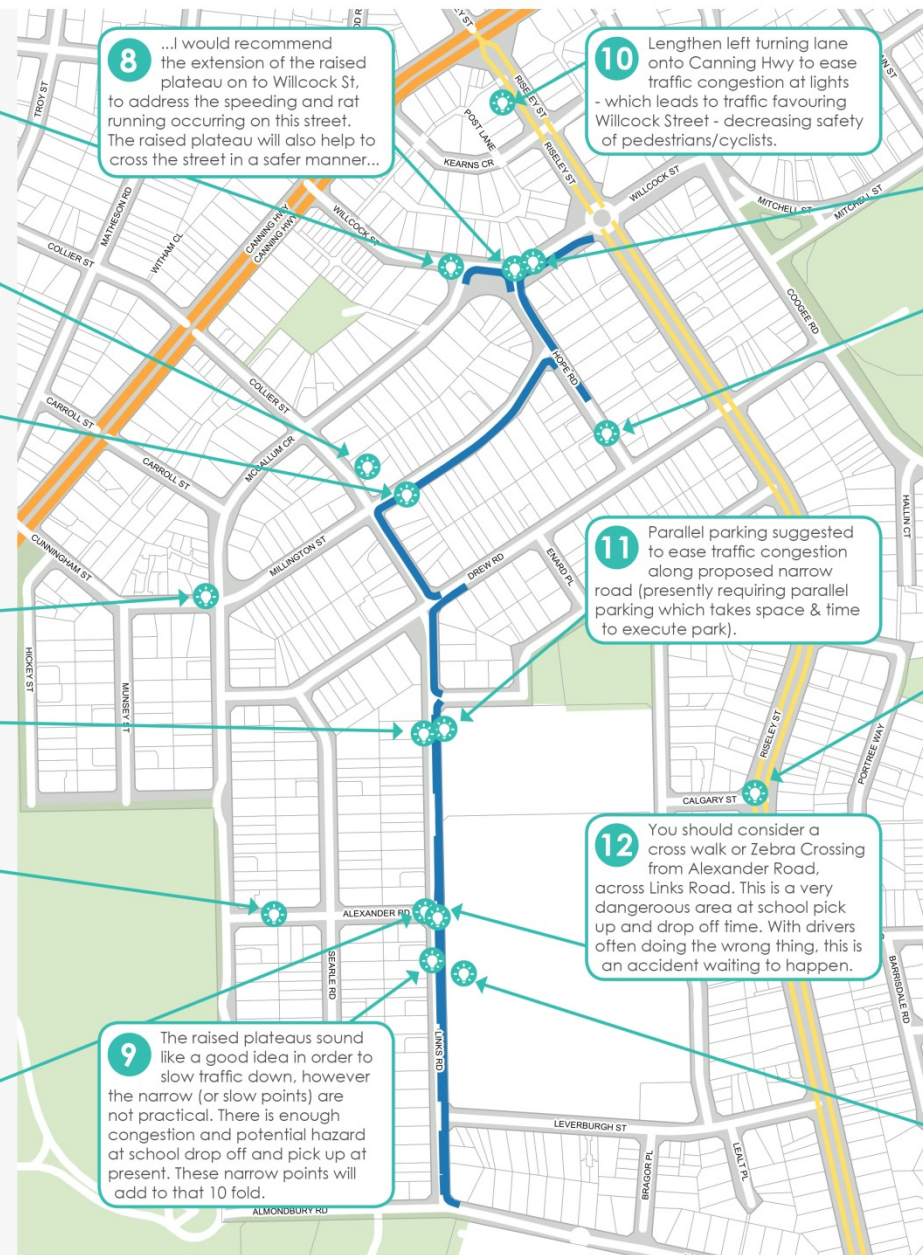 8
...I would recommend
the extension of the raised
plateau on to Willcock St,
to address the speeding and rat
running occurring on this street.
The raised plateau will also help to
cross the street in a safer manner...
10
Lengthen left turning lane
onto Canning Hwy to ease
traffic congestion at lights
- which leads to traffic favouring
Willcock Street - decreasing safety
of pedestrians/cyclists.
TROY ST
RISELEY ST
POST LANE
KEARNS CR
RISELEY ST
WILLCOCK ST
MITCHELL ST
MITCHELL ST
MATHESON RD
WITHAM CL
COLLIER ST
CANNING HWY
CANNING HWY
WILLCOCK ST
COOGEE RD
HOPE RD
COLLIER ST
CARROLL ST
MCCALLUM CR
CARROLL ST
HALLIN CT
CUNNINGHAM ST
MILLINGTON ST
DREW RD
ENARD PL
11
Parallel parking suggested
to ease traffic congestion
along proposed narrow
road (presently requiring parallel
parking which takes space & time
to execute park).
HICKEY ST
MUNSEY ST
RISELEY ST
PORTREE WAY
CALGARY ST
12
You should consider a
cross walk or Zebra Crossing
from Alexander Road,
across Links Road. This is a very
dangeroous area at school pick
up and drop off time. With drivers
often doing the wrong thing, this is
an accident waiting to happen.
ALEXANDER RD
SEARLE RD
BARRISDALE RD
9
The raised plateaus sound
like a good idea in order to
slow traffic down, however
the narrow (or slow points) are
not practical. There is enough
congestion and potential hazard
at school drop off and pick up at
present. These narrow points will
add to that 10 fold.
LINKS RD
LEVERBURGH ST
BRAGOR PL
LEALT PL
ALMONDBURY RD